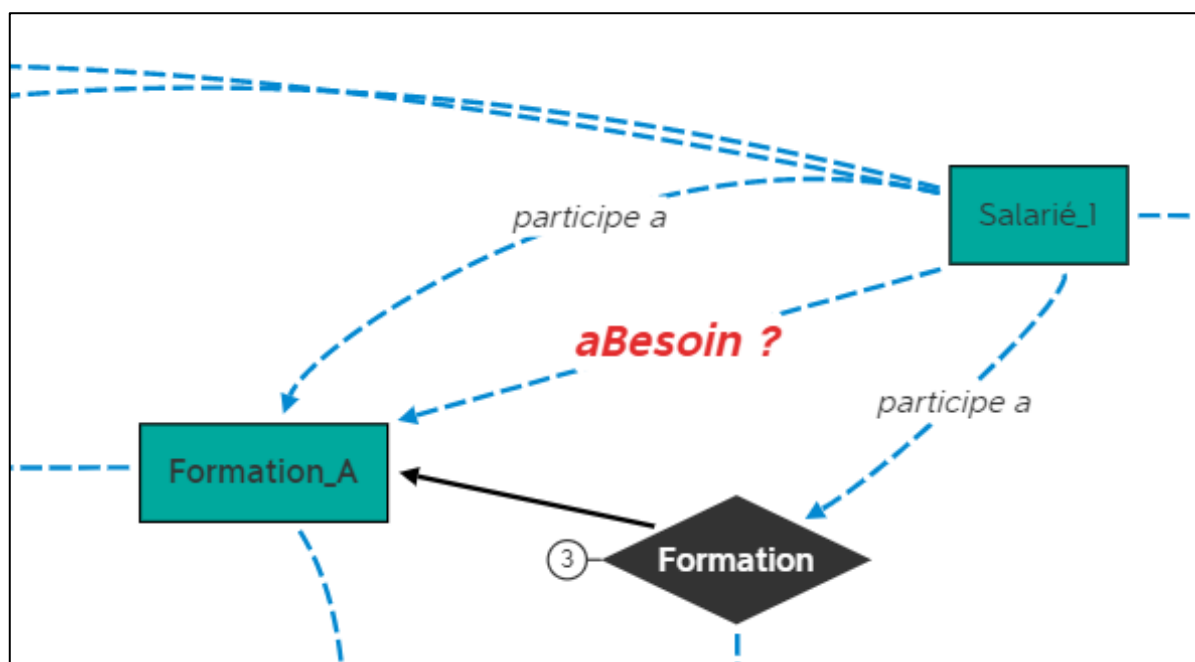 Salarié_1
participe a
aBesoin ?
participe a
Formation_A
Formation
3